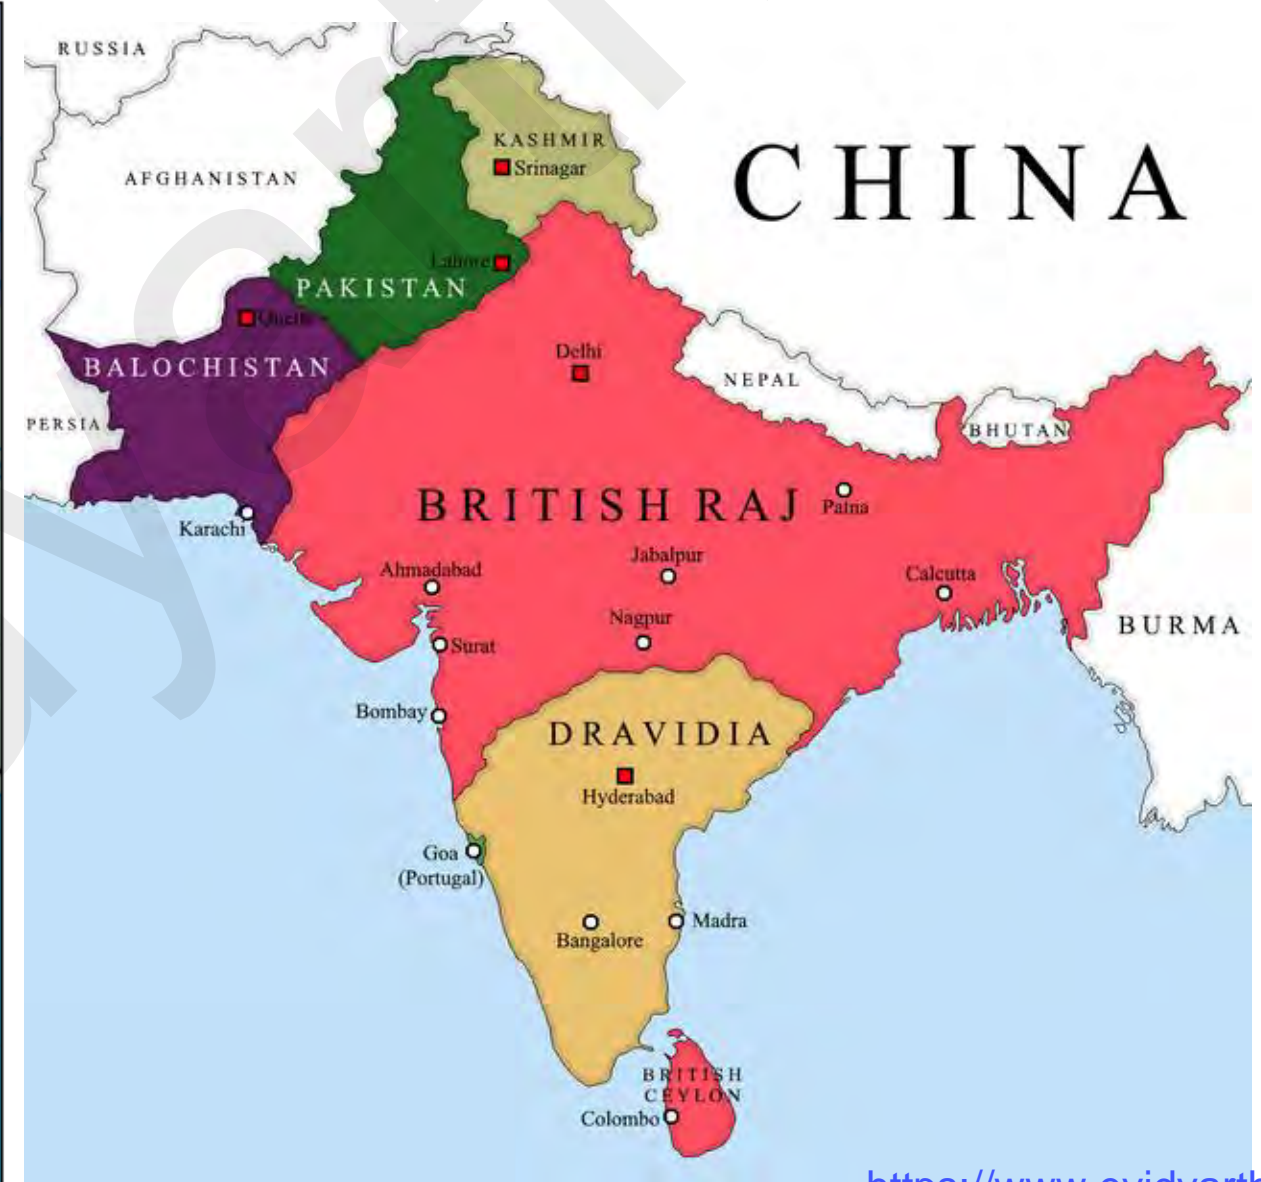 RUSSIA
AFGHANISTAN
KASHMIR
Srinagar
CHINA
Lahore
PAKISTAN
Quetta
BALOCHISTAN
PERSIA
Delhi
NEPAL
BHUTAN
BRITISH RAJ
Patna
Karachi
Ahmadabad
Jabalpur
Calcutta
Nagpur
BURMA
Surat
Bombay
DRAVIDIA
Hyderabad
Goa
(Portugal)
Bangalore
Madra
BRITISH
CEYLON
Colombo